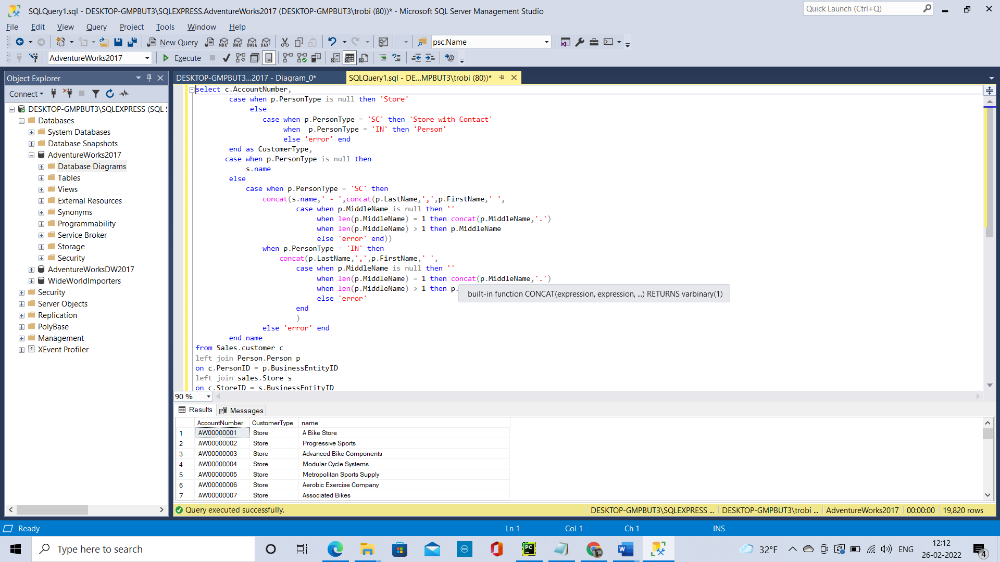 SQLQuery1.sql - DESKTOP-GMPBUT3\SQLEXPRESS.AdventureWorks2017 (DESKTOP-GMPBUT3\trobi (80))* - Microsoft SQL Server Management Studio
Quick Launch (Ctrl+Q)
File Edit View Query Project Tools Window Help
New Query
MDX DMX XMLA DAX
psc.Name
AdventureWorks2017
Execute
Object Explorer
DESKTOP-GMPBUT3...2017 - Diagram_0*
SQLQuery1.sql - DE...MPBUT3\trobi (80))*
Connect
DESKTOP-GMPBUT3\SQLEXPRESS (SQL S
Databases
System Databases
Database Snapshots
AdventureWorks2017
Database Diagrams
Tables
Views
External Resources
Synonyms
Programmability
Service Broker
Storage
Security
AdventureWorksDW2017
WideWorldImporters
Security
Server Objects
Replication
PolyBase
Management
XEvent Profiler
select c.AccountNumber,
case when p.PersonType is null then 'Store'
else
case when p.PersonType = 'SC' then 'Store with Contact'
when  p.PersonType = 'IN' then 'Person'
else 'error' end
end as CustomerType,
case when p.PersonType is null then
s.name
else
case when p.PersonType = 'SC' then
concat(s.name,' - ',concat(p.LastName,',',p.FirstName,' ',
case when p.MiddleName is null then ''
when len(p.MiddleName) = 1 then concat(p.MiddleName,'.')
when len(p.MiddleName) > 1 then p.MiddleName
else 'error' end))
when p.PersonType = 'IN' then
concat(p.LastName,',',p.FirstName,' ',
case when p.MiddleName is null then ''
when len(p.MiddleName) = 1 then concat(p.MiddleName,'.')
when len(p.MiddleName) > 1 then p.
built-in function CONCAT(expression, expression, ...) RETURNS varbinary(1)
else 'error'
end
)
else 'error' end
end name
from Sales.customer c
left join Person.Person p
on c.PersonID = p.BusinessEntityID
left join sales.Store s
on c.StoreID = s.BusinessEntityID
90 %
Results Messages
AccountNumber CustomerType name
1 AW00000001 Store A Bike Store
2 AW00000002 Store Progressive Sports
3 AW00000003 Store Advanced Bike Components
4 AW00000004 Store Modular Cycle Systems
5 AW00000005 Store Metropolitan Sports Supply
6 AW00000006 Store Aerobic Exercise Company
7 AW00000007 Store Associated Bikes
Query executed successfully.
DESKTOP-GMPBUT3\SQLEXPRESS ... DESKTOP-GMPBUT3\trobi ... AdventureWorks2017 00:00:00 19,820 rows
Ready
Ln 1 Col 1 Ch 1 INS
Type here to search
DELL
PC
W
32°F
ENG
12:12
26-02-2022
4